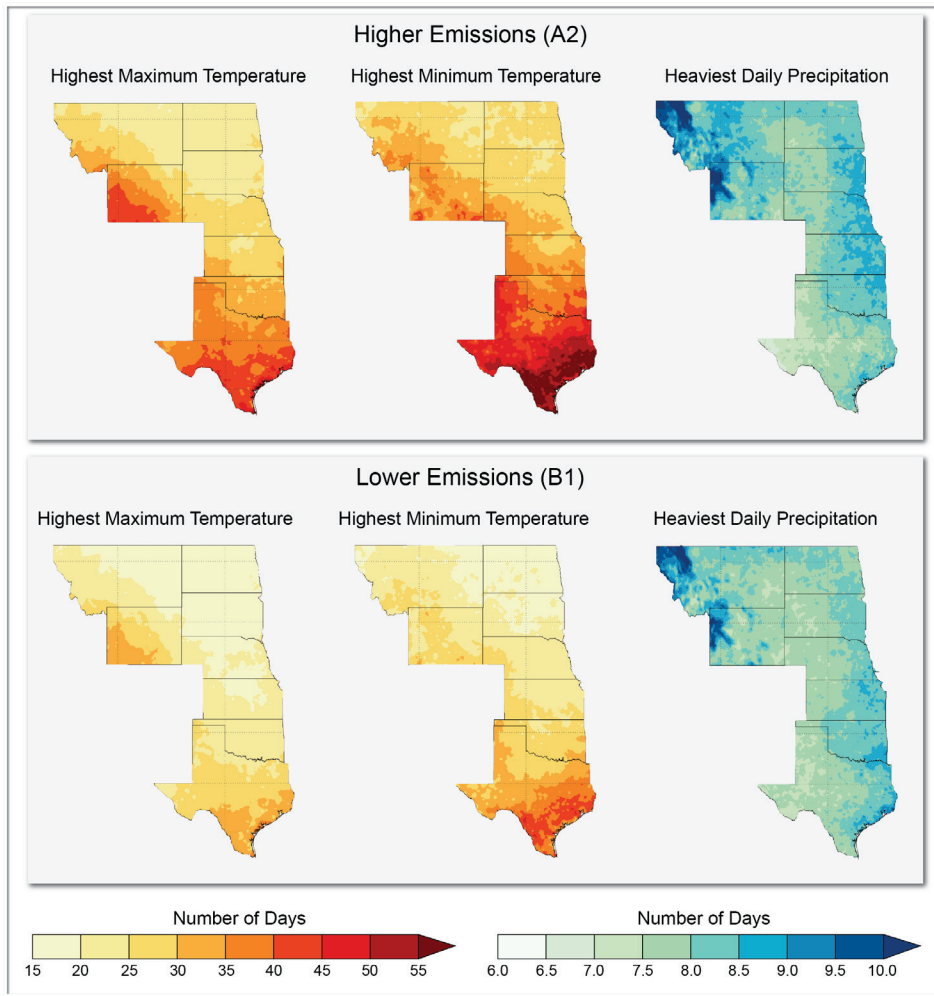 Higher Emissions (A2)
Highest Maximum Temperature Highest Minimum Temperature Heaviest Daily Precipitation
Lower Emissions (B1)
Highest Maximum Temperature Highest Minimum Temperature Heaviest Daily Precipitation
Number of Days Number of Days
15 20 25 30 35 40 45 50 55 6.0 6.5 7.0 7.5 8.0 8.5 9.0 9.5 10.0